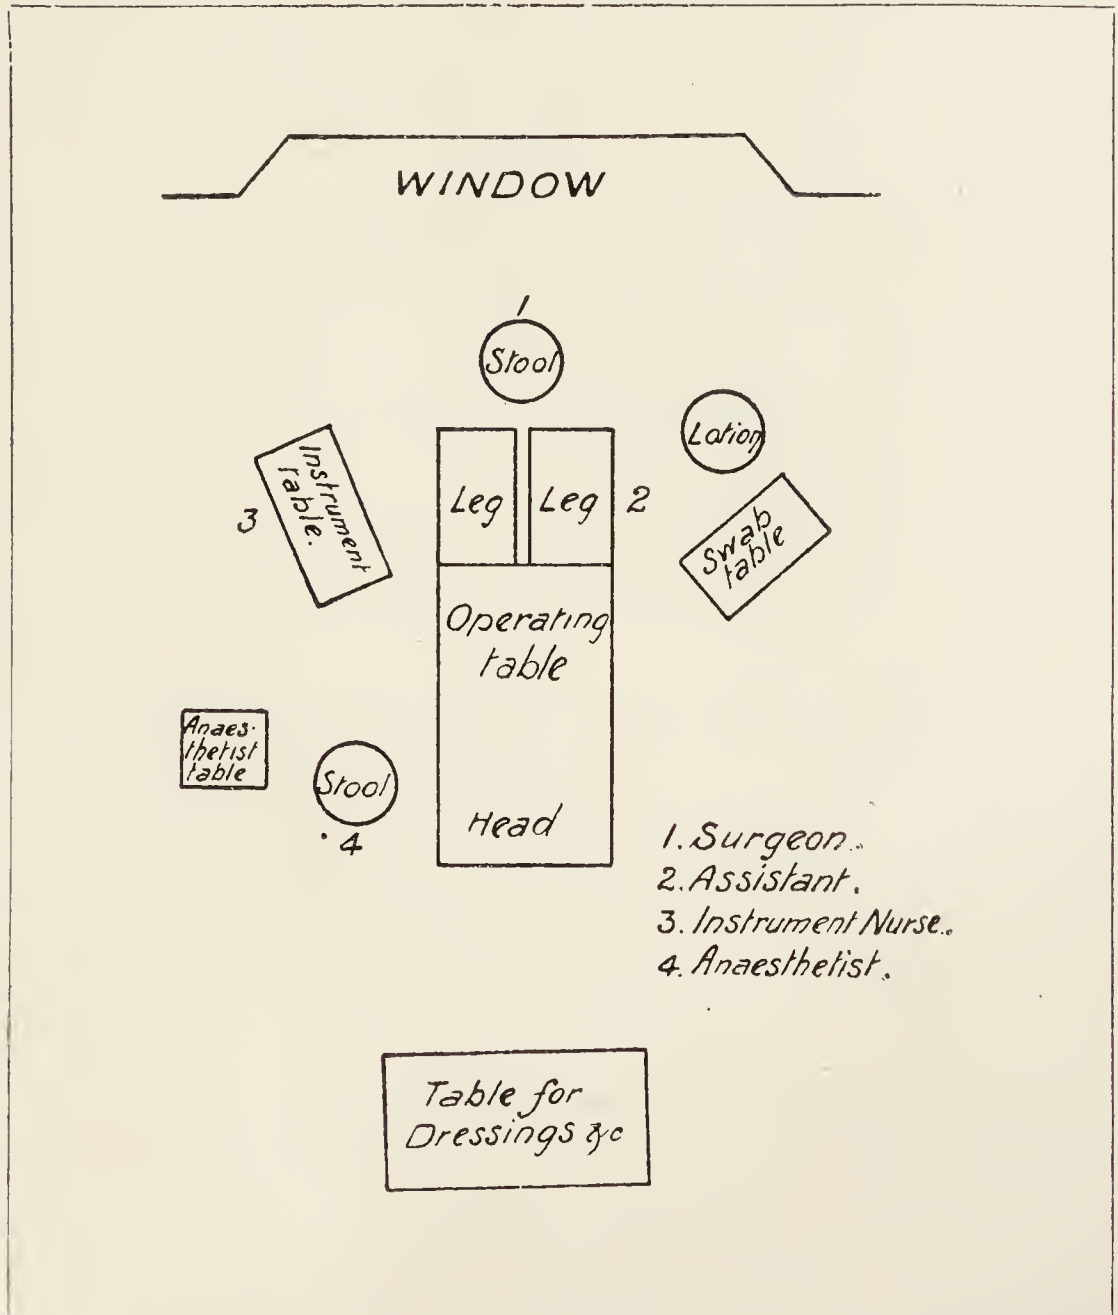 WINDOW
1
Stool
Lotion
Instrument
table.
3
Leg
Leg
2
Swab
table
Operating
table
Anaes-
thetist
table
Stool
4
Head
1. Surgeon.
2. Assistant.
3. Instrument Nurse.
4. Anaesthetist.
Table for
Dressings &c